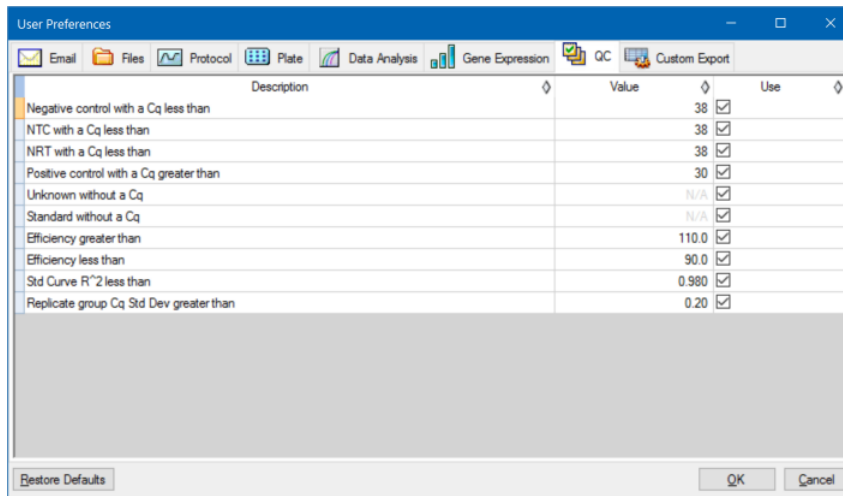 User Preferences
Email Files Protocol Plate Data Analysis Gene Expression QC Custom Export
Description Value Use
Negative control with a Cq less than 38
NTC with a Cq less than 38
NRT with a Cq less than 38
Positive control with a Cq greater than 30
Unknown without a Cq N/A
Standard without a Cq N/A
Efficiency greater than 110.0
Efficiency less than 90.0
Std Curve R^2 less than 0.980
Replicate group Cq Std Dev greater than 0.20
Restore Defaults OK Cancel